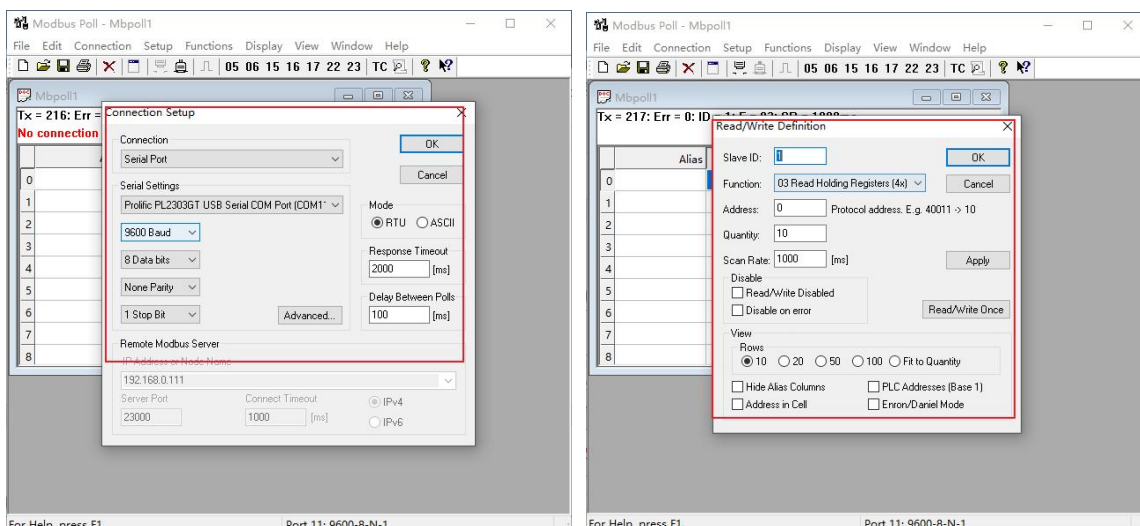 Modbus Poll - Mbpoll1
File Edit Connection Setup Functions Display View Window Help
05 06 15 16 17 22 23 TC
Mbpoll1
Tx = 216: Err =
No connection
Connection Setup
Connection
Serial Port
OK
Cancel
Serial Settings
Prolific PL2303GT USB Serial COM Port (COM1
9600 Baud
8 Data bits
None Parity
1 Stop Bit
Advanced...
Mode
RTU ASCII
Response Timeout
2000 [ms]
Delay Between Polls
100 [ms]
Remote Modbus Server
IP Address or Node Name
192.168.0.111
Server Port
Connect Timeout
23000
1000 [ms]
IPv4
IPv6
0
1
2
3
4
5
6
7
8
For Help, press F1.
Port 11: 9600-8-N-1
Modbus Poll - Mbpoll1
File Edit Connection Setup Functions Display View Window Help
05 06 15 16 17 22 23 TC
Mbpoll1
Tx = 217: Err = 0: ID = 1: F = 03: SR = 1000ms
Alias
0
1
2
3
4
5
6
7
8
Read/Write Definition
Slave ID: 1
OK
Function: 03 Read Holding Registers (4x)
Cancel
Address: 0 Protocol address. E.g. 40011 -> 10
Quantity: 10
Scan Rate: 1000 [ms]
Apply
Disable
Read/Write Disabled
Disable on error
Read/Write Once
View
Rows
10 20 50 100 Fit to Quantity
Hide Alias Columns PLC Addresses (Base 1)
Address in Cell Enron/Daniel Mode
For Help, press F1.
Port 11: 9600-8-N-1